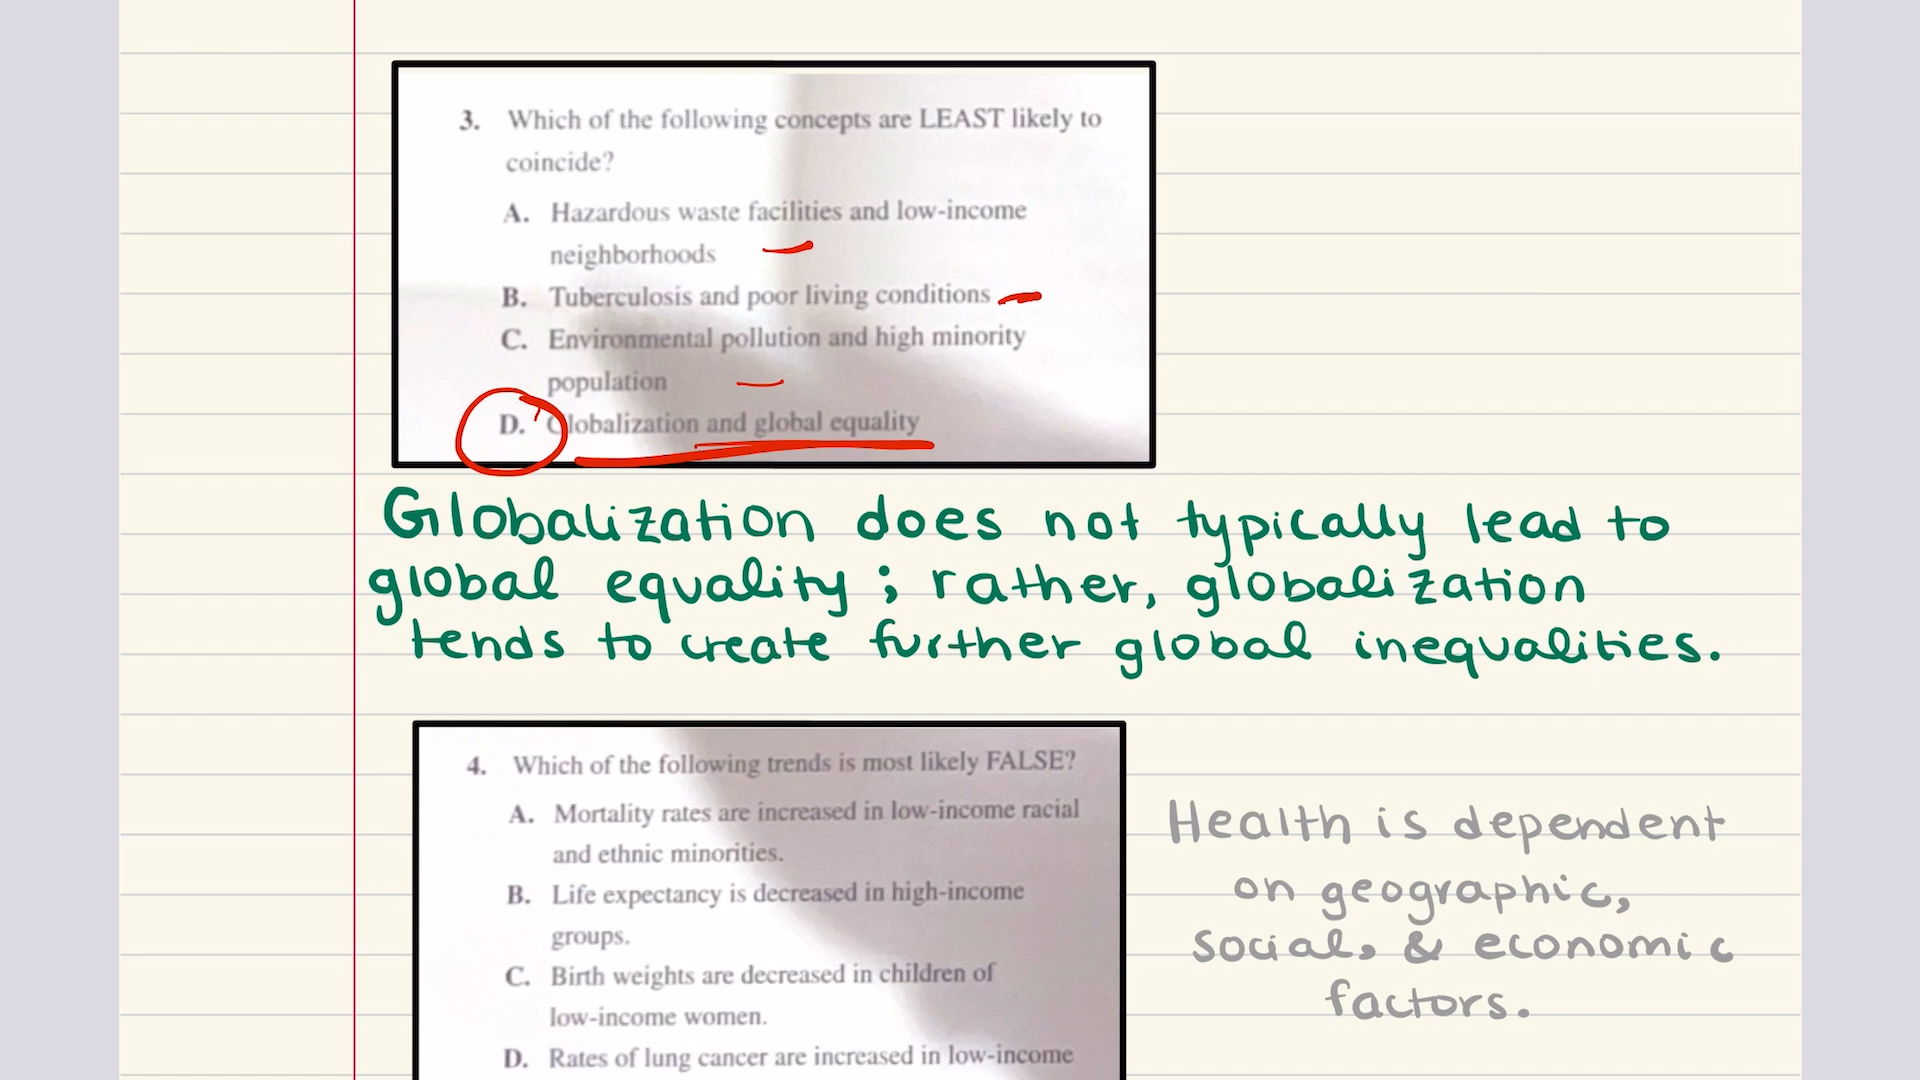 3. Which of the following concepts are LEAST likely to
coincide?
A. Hazardous waste facilities and low-income
neighborhoods
B. Tuberculosis and poor living conditions
C. Environmental pollution and high minority
population
D. Globalization and global equality
Globalization does not typically lead to
global equality; rather, globalization
tends to create further global inequalities.
4. Which of the following trends is most likely FALSE?
A. Mortality rates are increased in low-income racial
and ethnic minorities.
B. Life expectancy is decreased in high-income
groups.
C. Birth weights are decreased in children of
low-income women.
D. Rates of lung cancer are increased in low-income
Health is dependent
on geographic,
social, & economic
factors.